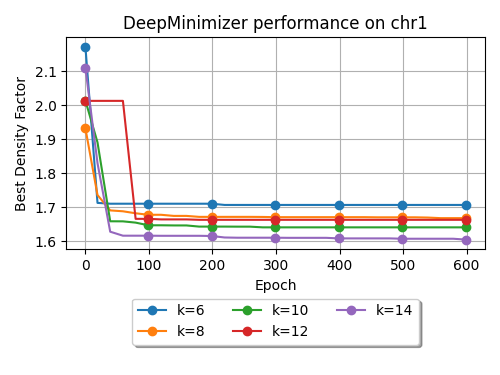 DeepMinimizer performance on chr1
Best Density Factor
2.1
2.0
1.9
1.8
1.7
1.6
0 100 200 300 400 500 600
Epoch
k=6 k=10 k=14
k=8 k=12